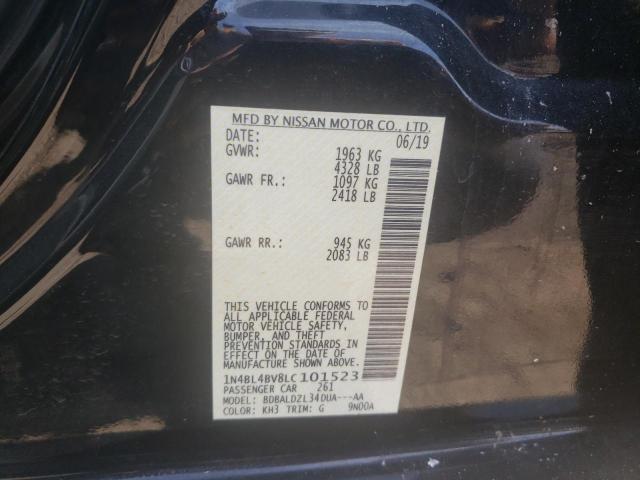 MFD BY NISSAN MOTOR CO., LTD.
DATE: 06/19
GVWR: 1963 KG
4328 LB
GAWR FR.: 1097 KG
2418 LB
GAWR RR.: 945 KG
2083 LB
THIS VEHICLE CONFORMS TO
ALL APPLICABLE FEDERAL
MOTOR VEHICLE SAFETY,
BUMPER, AND THEFT
PREVENTION STANDARDS IN
EFFECT ON THE DATE OF
MANUFACTURE SHOWN ABOVE.
1N4BL4BV8LC101523
PASSENGER CAR 261
MODEL: BDBALDZL34DUA---AA
COLOR: KH3 TRIM: G 9N00A